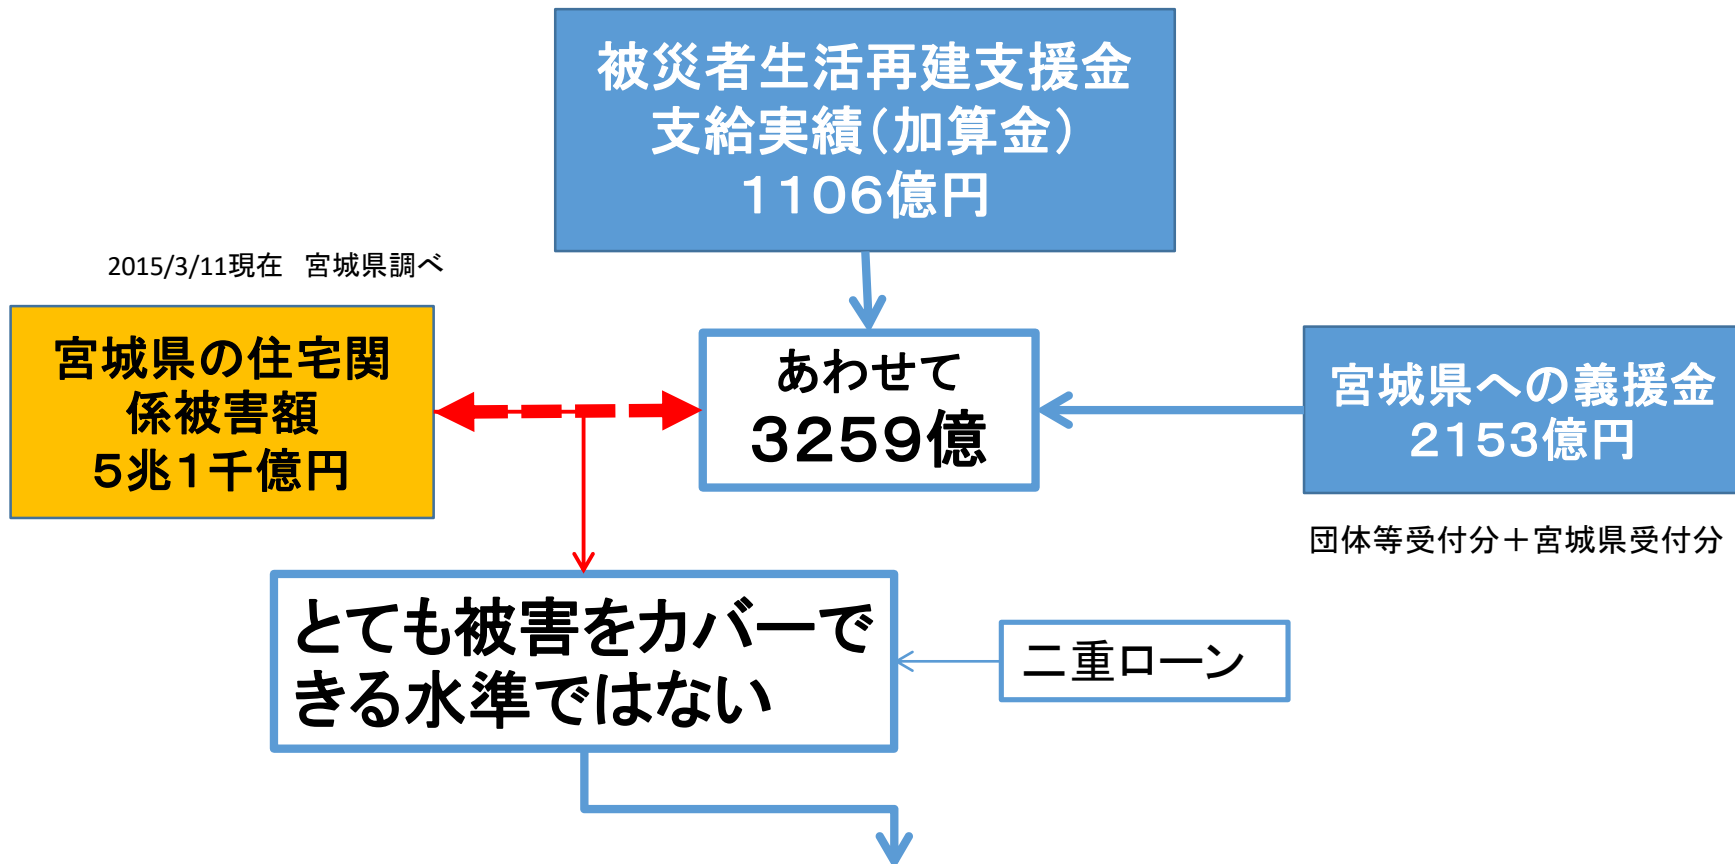 被災者生活再建支援金
支給実績（加算金）
１１０６億円
2015/3/11現在　宮城県調べ
宮城県の住宅関
係被害額
５兆１千億円
あわせて
３２５９億
宮城県への義援金
２１５３億円
団体等受付分＋宮城県受付分
とても被害をカバーで
きる水準ではない
二重ローン